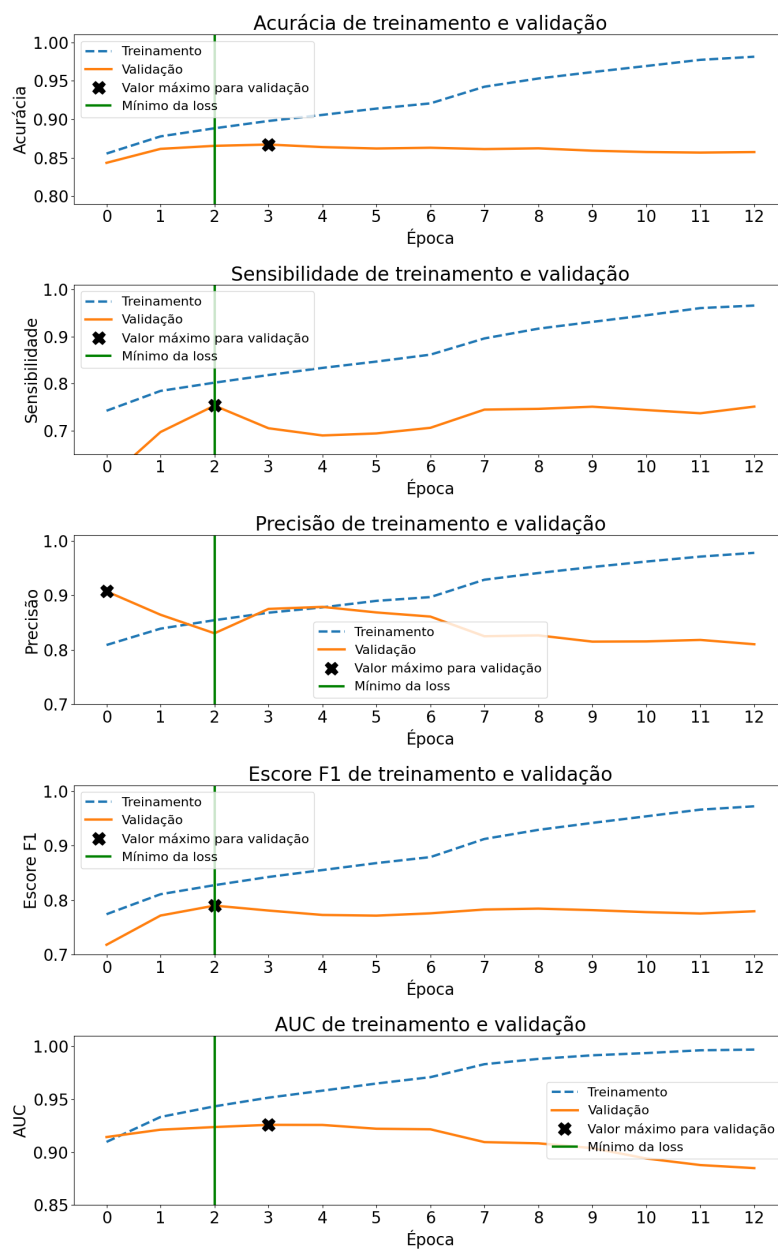 Acurácia de treinamento e validação
1.00
0.95
0.90
0.85
0.80
Acurácia
Treinamento
Validação
Valor máximo para validação
Mínimo da loss
0 1 2 3 4 5 6 7 8 9 10 11 12
Época
Sensibilidade de treinamento e validação
1.0
0.9
0.8
0.7
Sensibilidade
Treinamento
Validação
Valor máximo para validação
Mínimo da loss
0 1 2 3 4 5 6 7 8 9 10 11 12
Época
Precisão de treinamento e validação
1.0
0.9
0.8
0.7
Precisão
Treinamento
Validação
Valor máximo para validação
Mínimo da loss
0 1 2 3 4 5 6 7 8 9 10 11 12
Época
Escore F1 de treinamento e validação
1.0
0.9
0.8
0.7
Escore F1
Treinamento
Validação
Valor máximo para validação
Mínimo da loss
0 1 2 3 4 5 6 7 8 9 10 11 12
Época
AUC de treinamento e validação
1.00
0.95
0.90
0.85
AUC
Treinamento
Validação
Valor máximo para validação
Mínimo da loss
0 1 2 3 4 5 6 7 8 9 10 11 12
Época